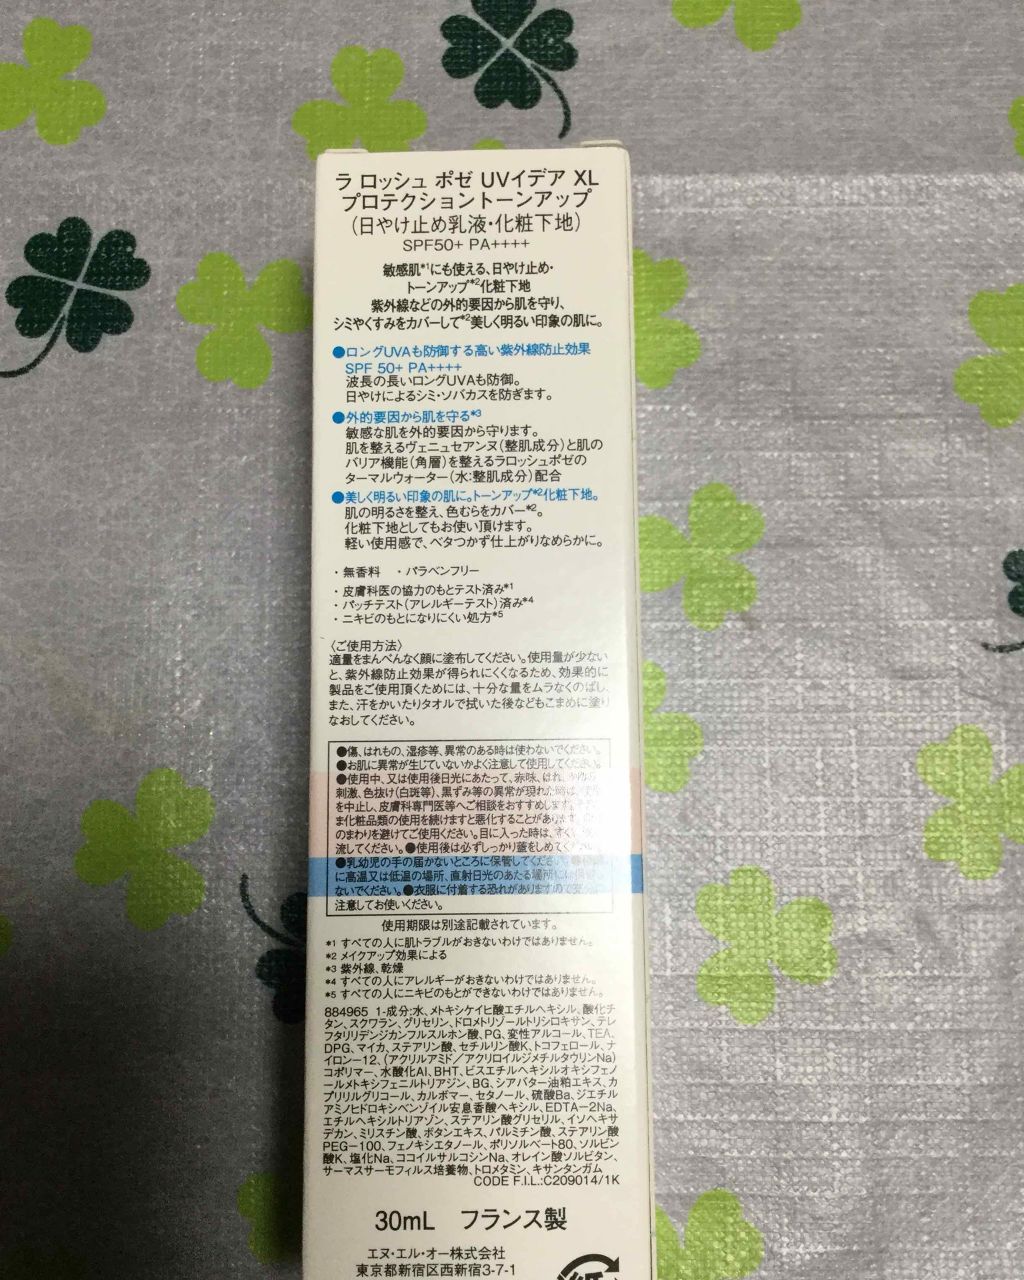 ラ ロッシュ ポゼ UVイデア XL
プロテクショントーンアップ
(日やけ止め乳液・化粧下地)
SPF50+ PA++++
敏感肌*1にも使える、日やけ止め・
トーンアップ*2化粧下地
紫外線などの外的要因から肌を守り、
シミやくすみをカバーして*2美しく明るい印象の肌に。
●ロングUVAも防御する高い紫外線防止効果
SPF 50+ PA++++
波長の長いロングUVAも防御。
日やけによるシミ・ソバカスを防ぎます。
●外的要因から肌を守る*3
敏感な肌を外的要因から守ります。
肌を整えるヴェニュセアンヌ(整肌成分)と肌の
バリア機能(角層)を整えるラロッシュポゼの
ターマルウォーター(水:整肌成分)配合
●美しく明るい印象の肌に。トーンアップ*2化粧下地。
肌の明るさを整え、色むらをカバー*2。
化粧下地としてもお使い頂けます。
軽い使用感で、ベタつかず仕上がりなめらかに。
・無香料 ・パラベンフリー
・皮膚科医の協力のもとテスト済み*1
・パッチテスト(アレルギーテスト)済み*4
・ニキビのもとになりにくい処方*5
〈ご使用方法〉
適量をまんべんなく顔に塗布してください。使用量が少ない
と、紫外線防止効果が得られにくくなるため、効果的に
製品をご使用頂くためには、十分な量をムラなくのばし、
また、汗をかいたりタオルで拭いた後などもこまめに塗り
なおしてください。
●傷、はれもの、湿疹等、異常のある時は使わないでください。
●お肌に異常が生じていないかよく注意して使用してください。
●使用中、又は使用後日光にあたって、赤味、はれ、
刺激、色抜け(白斑等)、黒ずみ等の異常が現れた時は、
を中止し、皮膚科専門医等へご相談をおすすめします。
ま化粧品類の使用を続けますと悪化することがあります。
のまわりを避けてご使用ください。目に入った時は、すぐに
流してください。●使用後は必ずしっかり蓋をしめて
●乳幼児の手の届かないところに保管してください。
に高温又は低温の場所、直射日光のあたる場所には
ないでください。●衣服に付着する恐れがありますので
注意してお使いください。
使用期限は別途記載されています。
*1 すべての人に肌トラブルがおきないわけではありません。
*2 メイクアップ効果による
*3 紫外線、乾燥
*4 すべての人にアレルギーがおきないわけではありません。
*5 すべての人にニキビのもとができないわけではありません。
884965 1-成分:水、メトキシケイヒ酸エチルヘキシル、酸化チ
タン、スクワラン、グリセリン、ドロメトリゾールトリシロキサン、テレ
フタリリデンジカンフルスルホン酸、PG、変性アルコール、TEA、
DPG、マイカ、ステアリン酸、セチルリン酸K、トコフェロール、ナ
イロン-12、(アクリルアミド/アクリロイルジメチルタウリンNa)
コポリマー、水酸化Al、BHT、ビスエチルヘキシルオキシフェノ
ールメトキシフェニルトリアジン、BG、シアバター油粕エキス、カ
プリリルグリコール、カルボマー、セタノール、硫酸Ba、ジエチル
アミノヒドロキシベンゾイル安息香酸ヘキシル、EDTA-2Na、
エチルヘキシルトリアゾン、ステアリン酸グリセリル、イソヘキサ
デカン、ミリスチン酸、ボタンエキス、パルミチン酸、ステアリン酸
PEG-100、フェノキシエタノール、ポリソルベート80、ソルビン
酸K、塩化Na、ココイルサルコシンNa、オレイン酸ソルビタン、
サーマスサーモフィルス培養物、トロメタミン、キサンタンガム
CODE F.I.L.:C209014/1K
30mL フランス製
エヌ・エル・オー株式会社
東京都新宿区西新宿3-7-1